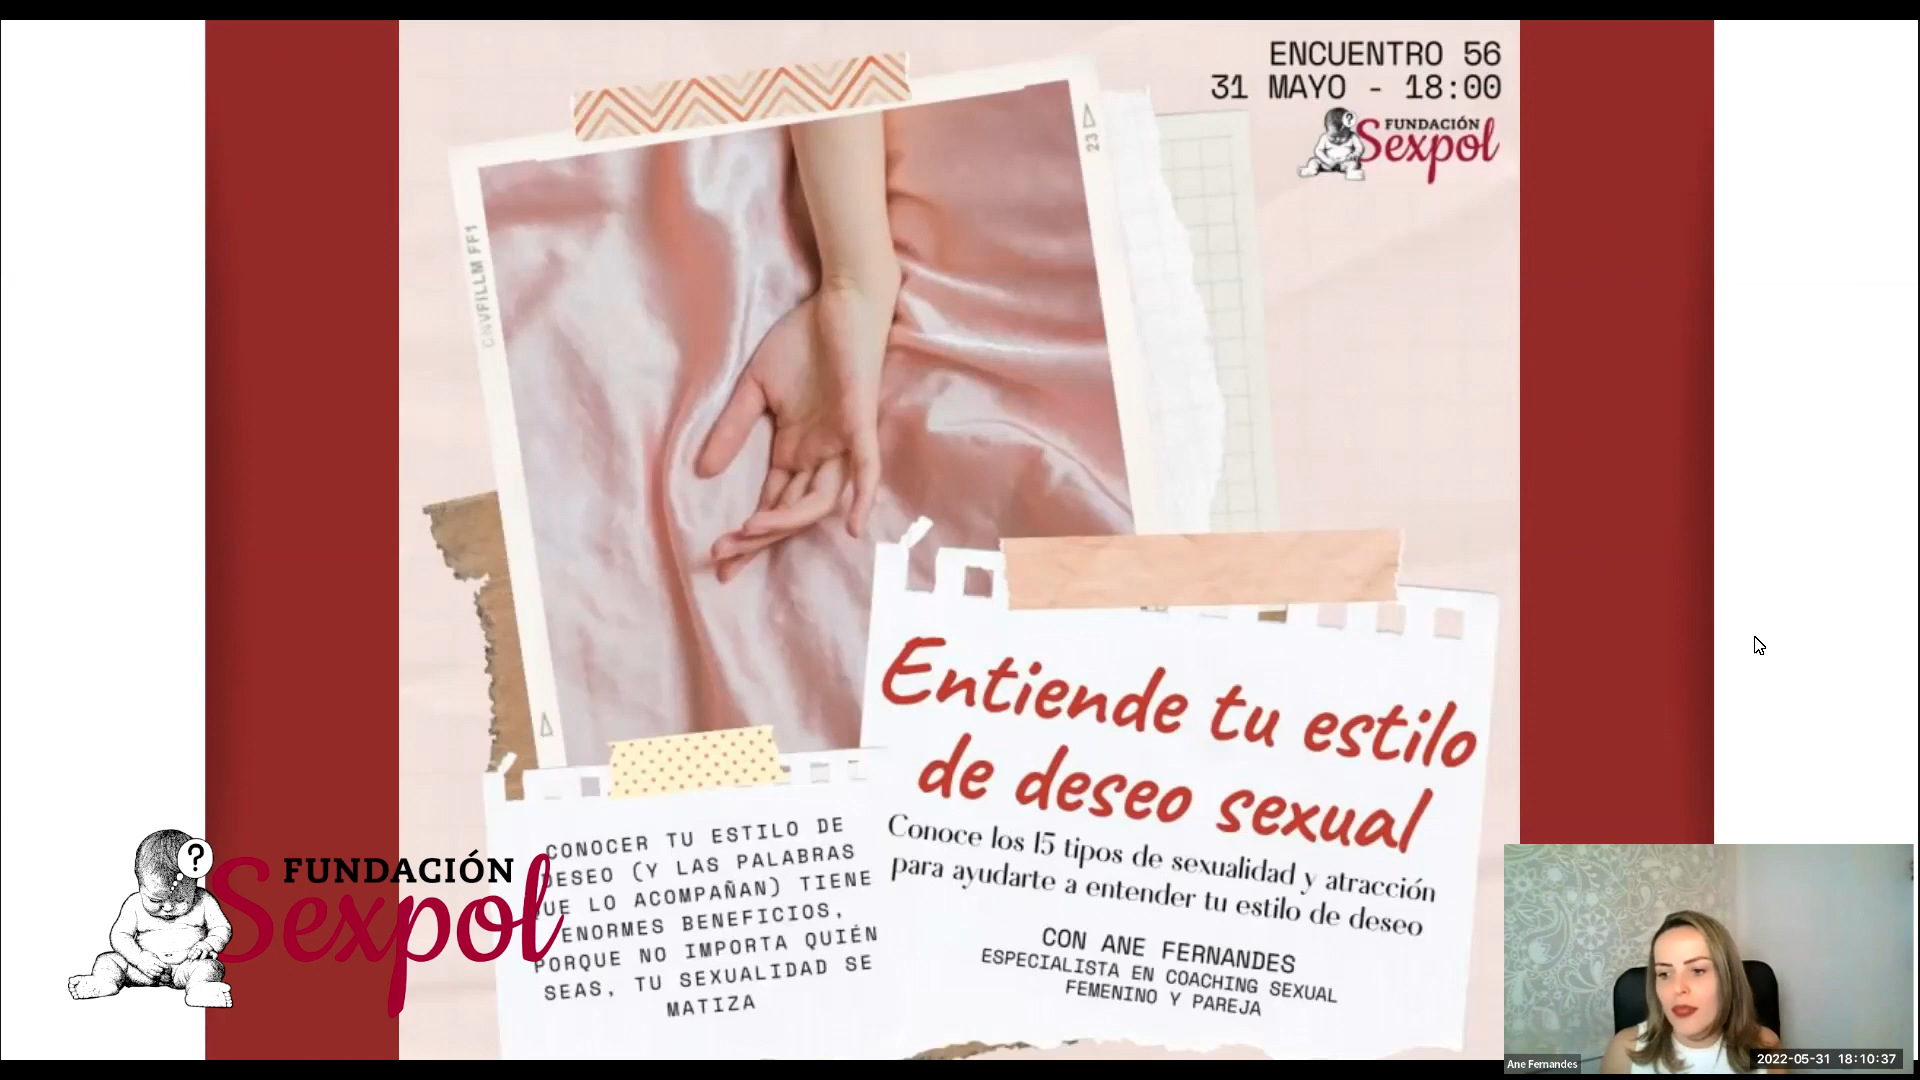 ENCUENTRO 56
31 MAYO - 18:00
FUNDACIÓN
Sexpol
23
FILLM FF1
Entiende tu estilo
de deseo sexual
Conoce los 15 tipos de sexualidad y atracción
para ayudarte a entender tu estilo de deseo
CON ANE FERNANDES
ESPECIALISTA EN COACHING SEXUAL
FEMENINO Y PAREJA
CONOCER TU ESTILO DE
DESEO (Y LAS PALABRAS
QUE LO ACOMPAÑAN) TIENE
ENORMES BENEFICIOS,
PORQUE NO IMPORTA QUIÉN
SEAS, TU SEXUALIDAD SE
MATIZA
?
FUNDACIÓN
Sexpol
Ane Fernandes
2022-05-31 18:10:37